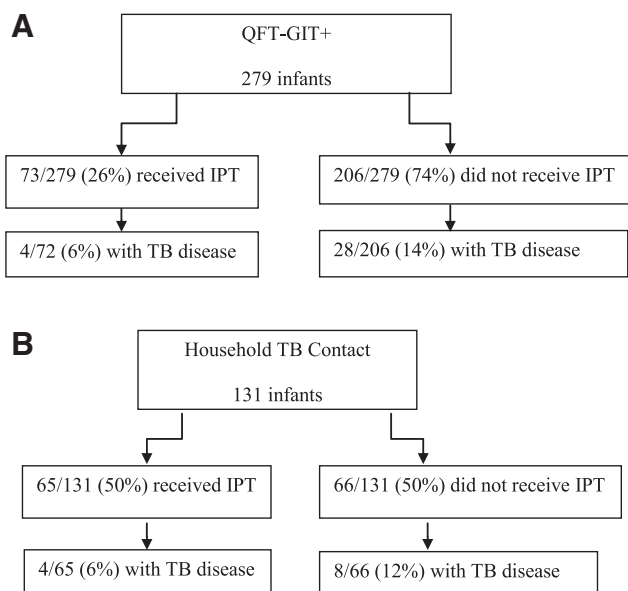 A
QFT-GIT+
279 infants
73/279 (26%) received IPT
206/279 (74%) did not receive IPT
4/72 (6%) with TB disease
28/206 (14%) with TB disease
B
Household TB Contact
131 infants
65/131 (50%) received IPT
66/131 (50%) did not receive IPT
4/65 (6%) with TB disease
8/66 (12%) with TB disease